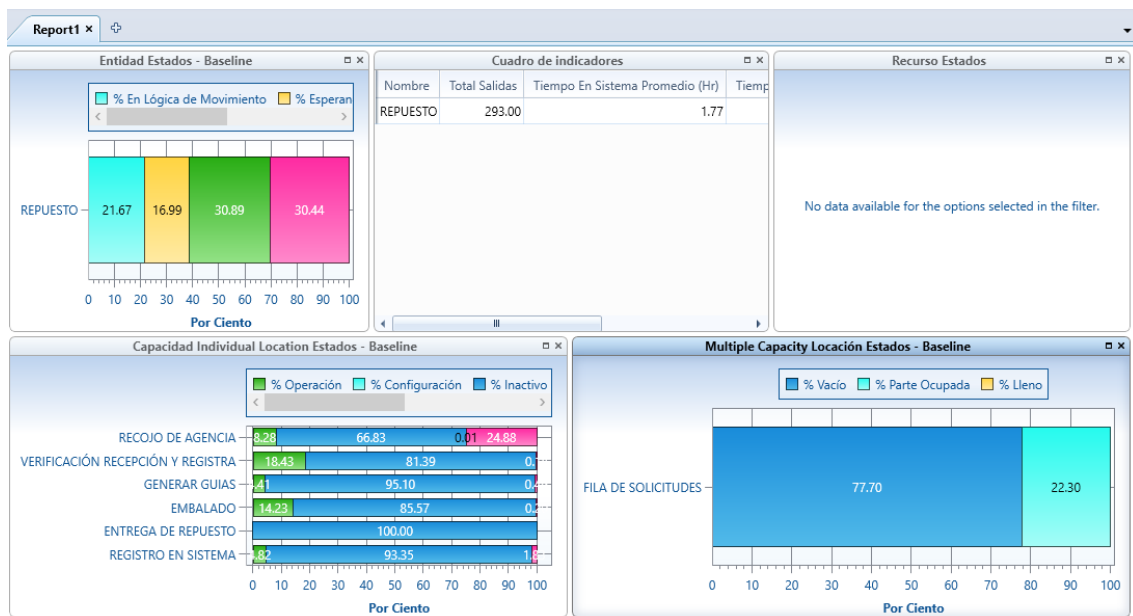 Report1
Entidad Estados - Baseline
% En Lógica de Movimiento % Esperan
REPUESTO 21.67 16.99 30.89 30.44
0 10 20 30 40 50 60 70 80 90 100
Por Ciento
Cuadro de indicadores
Nombre Total Salidas Tiempo En Sistema Promedio (Hr) Tiemp
REPUESTO 293.00 1.77
Recurso Estados
No data available for the options selected in the filter.
Capacidad Individual Location Estados - Baseline
% Operación % Configuración % Inactivo
RECOJO DE AGENCIA 8.28 66.83 0.01 24.88
VERIFICACIÓN RECEPCIÓN Y REGISTRA 18.43 81.39
GENERAR GUIAS 95.10
EMBALADO 14.23 85.57
ENTREGA DE REPUESTO 100.00
REGISTRO EN SISTEMA 93.35
0 10 20 30 40 50 60 70 80 90 100
Por Ciento
Multiple Capacity Locación Estados - Baseline
% Vacío % Parte Ocupada % Lleno
FILA DE SOLICITUDES 77.70 22.30
0 10 20 30 40 50 60 70 80 90 100
Por Ciento